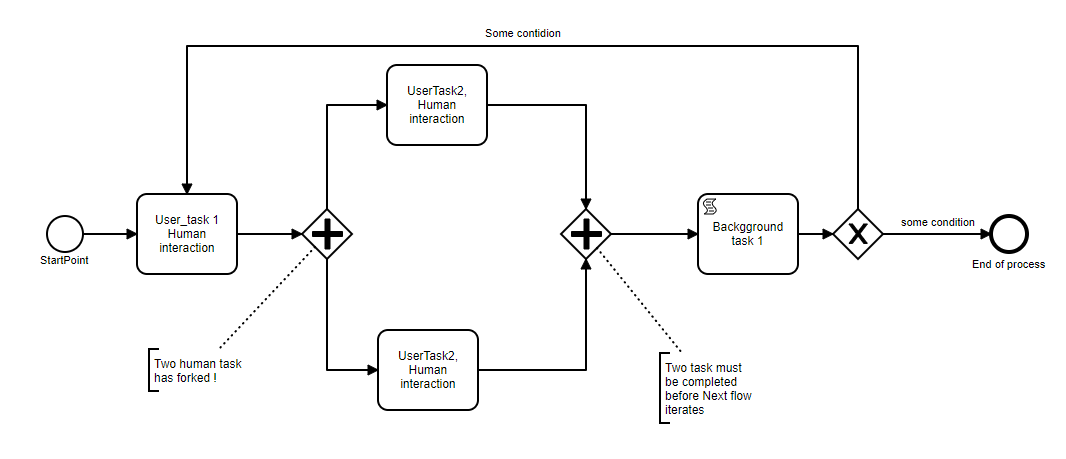 Some contidion
UserTask2,
Human
interaction
User_task 1
Human
interaction
StartPoint
Backgground
task 1
some condition
End of process
Two human task
has forked !
UserTask2,
Human
interaction
Two task must
be completed
before Next flow
iterates